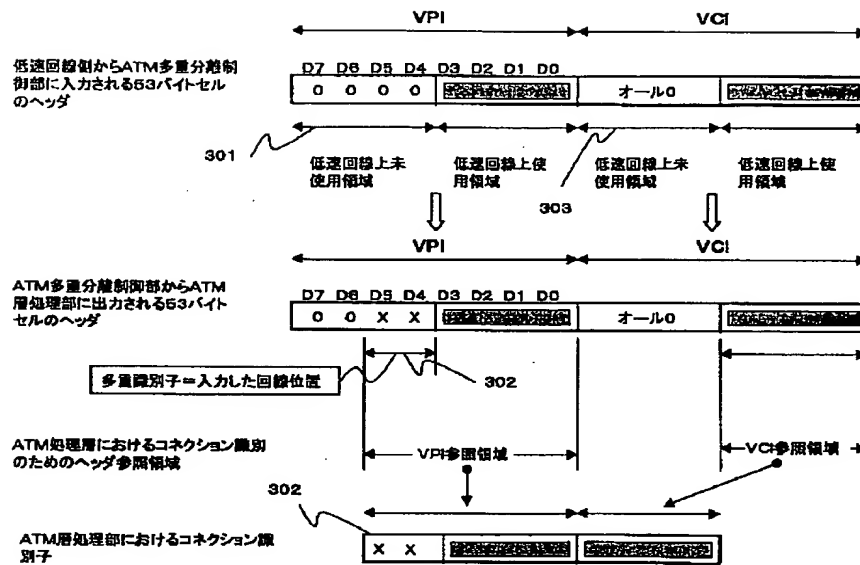 VPI VCI
低速回線側からATM多重分離制
御部に入力される53バイトセル
のヘッダ
D7 D6 D5 D4 D3 D2 D1 D0
0 0 0 0 オール0
301
低速回線上未
使用領域
低速回線上使
用領域
低速回線上未
使用領域
低速回線上使
用領域
303
VPI VCI
ATM多重分離制御部からATM
層処理部に出力される53バイト
セルのヘッダ
D7 D6 D5 D4 D3 D2 D1 D0
0 0 X X オール0
多重識別子=入力した回線位置
302
ATM処理層におけるコネクション識別
のためのヘッダ参照領域
VPI参照領域
VCI参照領域
302
ATM層処理部におけるコネクション識
別子
X X